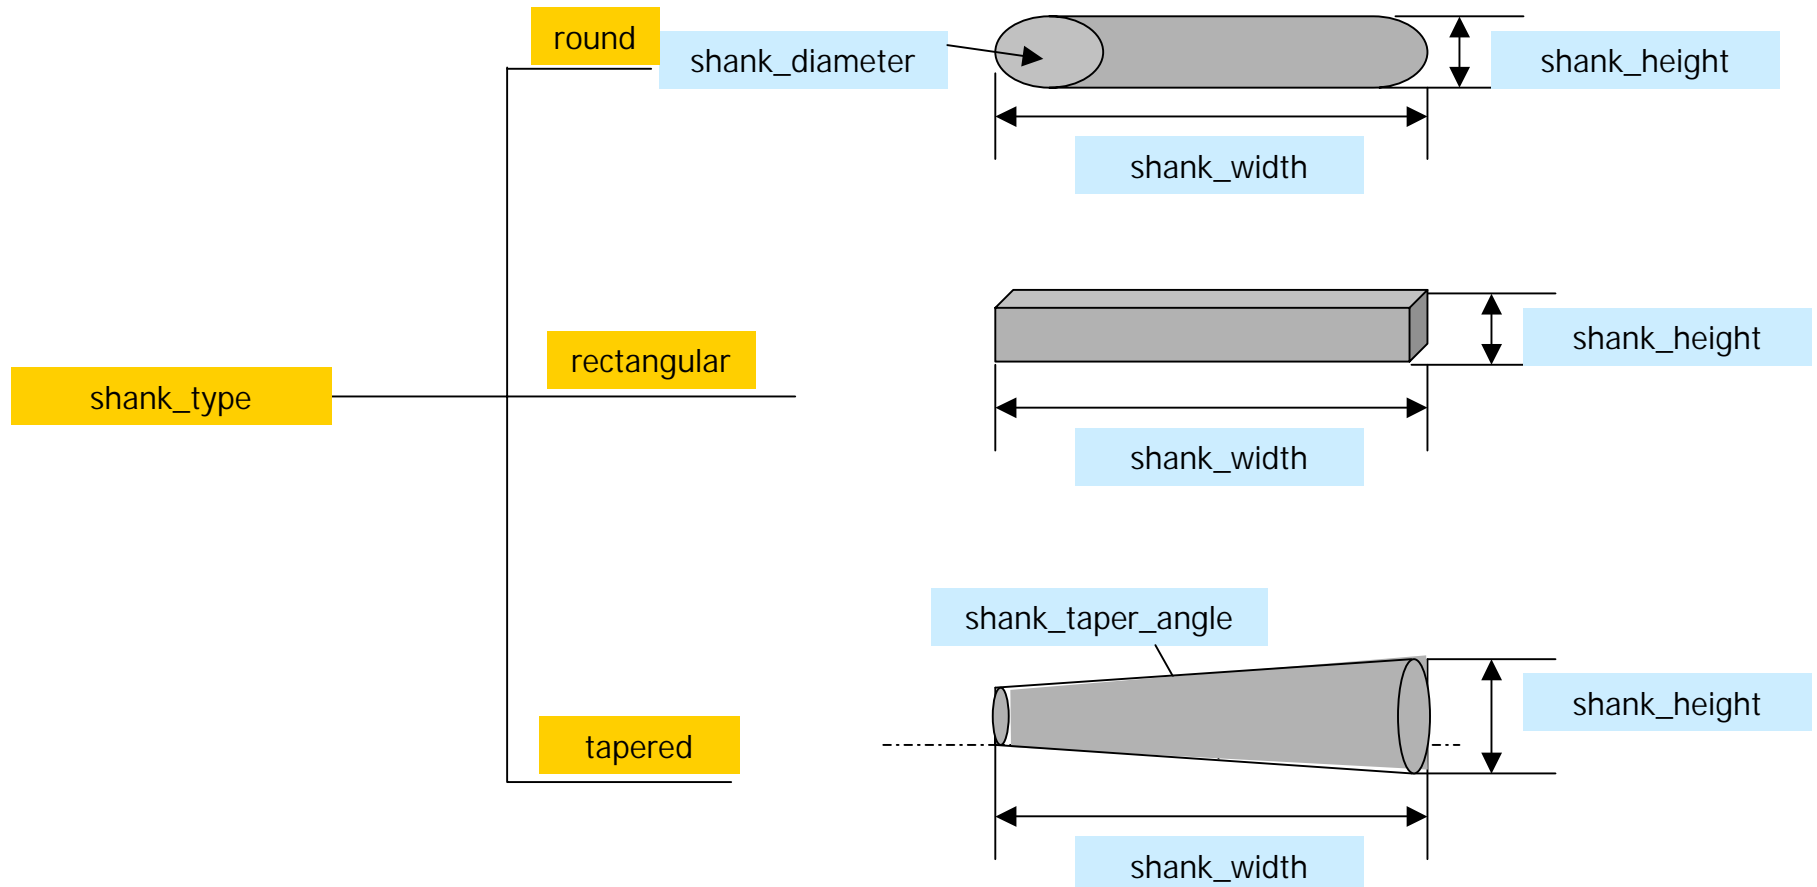 round
shank_diameter
shank_height
shank_width
rectangular
shank_height
shank_type
shank_width
shank_taper_angle
shank_height
tapered
shank_width